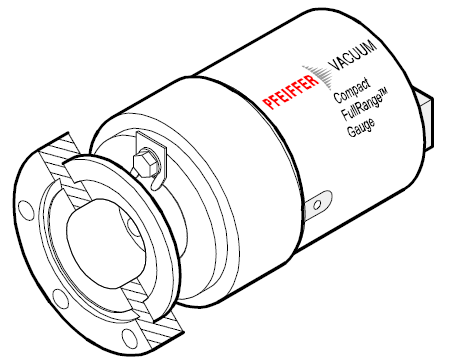 PFEIFFER VACUUM
Compact
FullRange™
Gauge